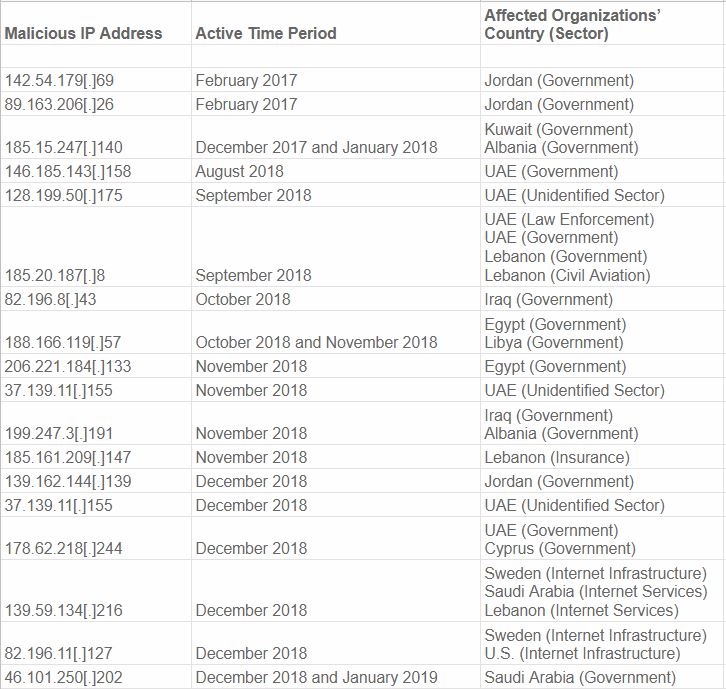 Malicious IP Address Active Time Period Affected Organizations’
Country (Sector)
142.54.179[.]69 February 2017 Jordan (Government)
89.163.206[.]26 February 2017 Jordan (Government)
Kuwait (Government)
185.15.247[.]140 December 2017 and January 2018 Albania (Government)
146.185.143[.]158 August 2018 UAE (Government)
128.199.50[.]175 September 2018 UAE (Unidentified Sector)
UAE (Law Enforcement)
UAE (Government)
Lebanon (Government)
185.20.187[.]8 September 2018 Lebanon (Civil Aviation)
82.196.8[.]43 October 2018 Iraq (Government)
Egypt (Government)
188.166.119[.]57 October 2018 and November 2018 Libya (Government)
206.221.184[.]133 November 2018 Egypt (Government)
37.139.11[.]155 November 2018 UAE (Unidentified Sector)
Iraq (Government)
199.247.3[.]191 November 2018 Albania (Government)
185.161.209[.]147 November 2018 Lebanon (Insurance)
139.162.144[.]139 December 2018 Jordan (Government)
37.139.11[.]155 December 2018 UAE (Unidentified Sector)
UAE (Government)
178.62.218[.]244 December 2018 Cyprus (Government)
Sweden (Internet Infrastructure)
Saudi Arabia (Internet Services)
139.59.134[.]216 December 2018 Lebanon (Internet Services)
Sweden (Internet Infrastructure)
82.196.11[.]127 December 2018 U.S. (Internet Infrastructure)
46.101.250[.]202 December 2018 and January 2019 Saudi Arabia (Government)